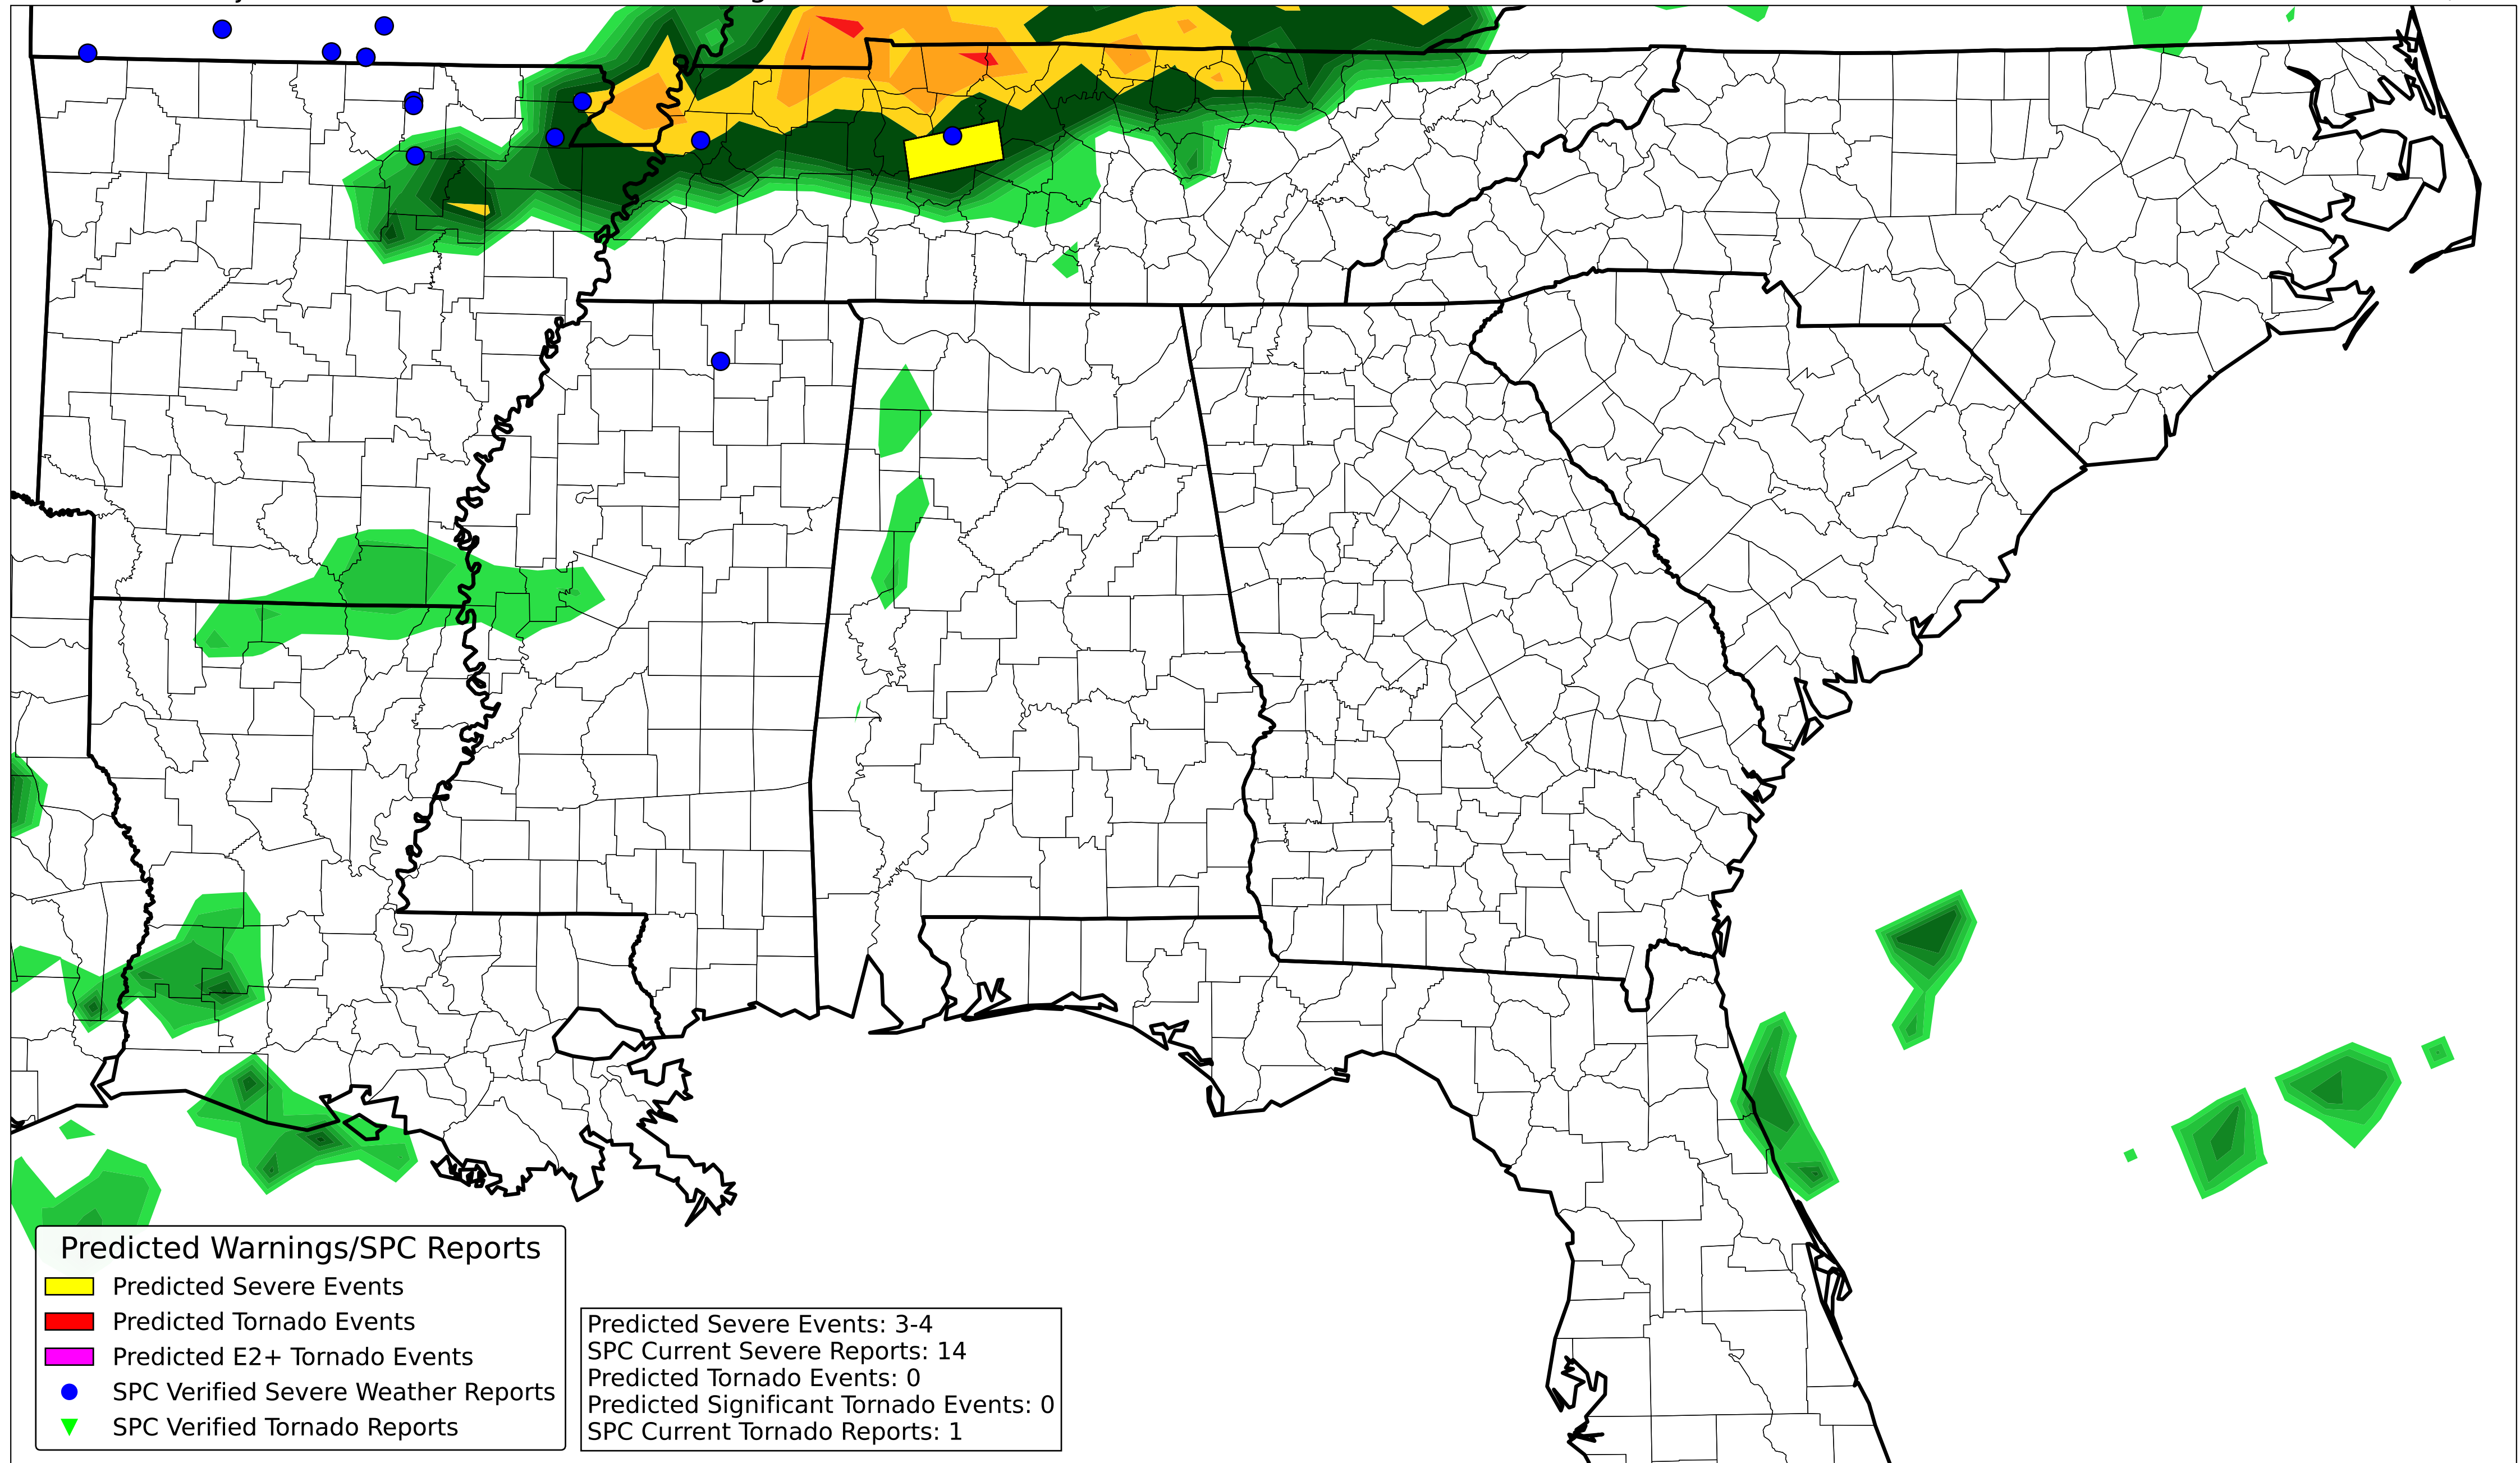 Predicted Warnings/SPC Reports
Predicted Severe Events
Predicted Tornado Events
Predicted E2+ Tornado Events
SPC Verified Severe Weather Reports
SPC Verified Tornado Reports
Predicted Severe Events: 3-4
SPC Current Severe Reports: 14
Predicted Tornado Events: 0
Predicted Significant Tornado Events: 0
SPC Current Tornado Reports: 1